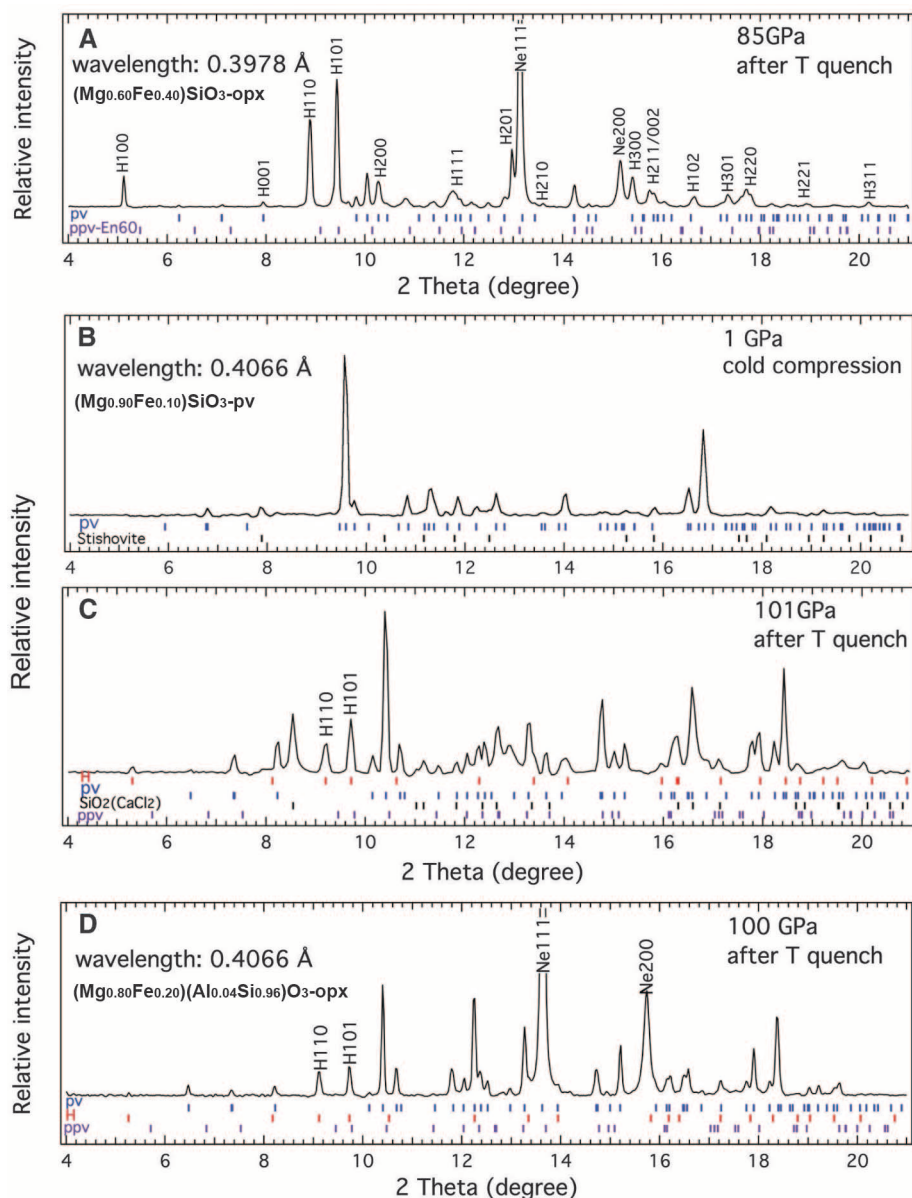 A
85GPa
after T quench
wavelength: 0.3978 Å
(Mg0.60Fe0.40)SiO3-opx
H100
H001
H110
H101
H200
H111
H201
Ne111
H210
Ne200
H300
H211/002
H102
H301
H220
H221
H311
Relative intensity
pv
ppv-En60
4 6 8 10 12 14 16 18 20
2 Theta (degree)
B
1 GPa
cold compression
wavelength: 0.4066 Å
(Mg0.90Fe0.10)SiO3-pv
pv
Stishovite
4 6 8 10 12 14 16 18 20
Relative intensity
C
101GPa
after T quench
H110
H101
H
pv
SiO2(CaCl2)
ppv
4 6 8 10 12 14 16 18 20
2 Theta (degree)
D
100 GPa
after T quench
wavelength: 0.4066 Å
(Mg0.80Fe0.20)(Al0.04Si0.96)O3-opx
H110
H101
Ne111
Ne200
Relative intensity
pv
H
ppv
4 6 8 10 12 14 16 18 20
2 Theta (degree)